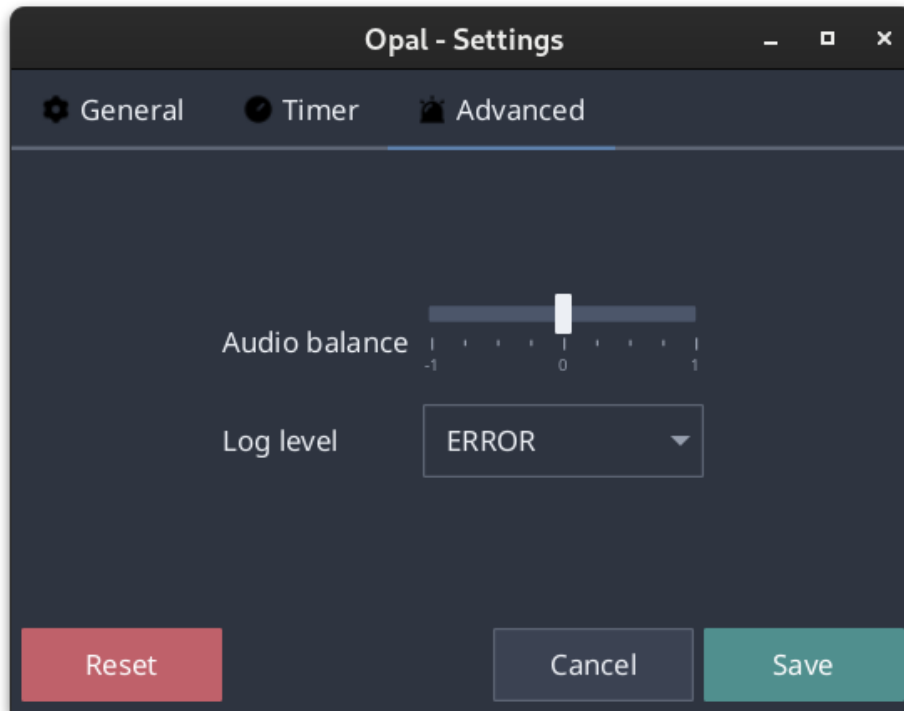 Opal - Settings
General Timer Advanced
Audio balance
-1 0 1
Log level ERROR
Reset Cancel Save